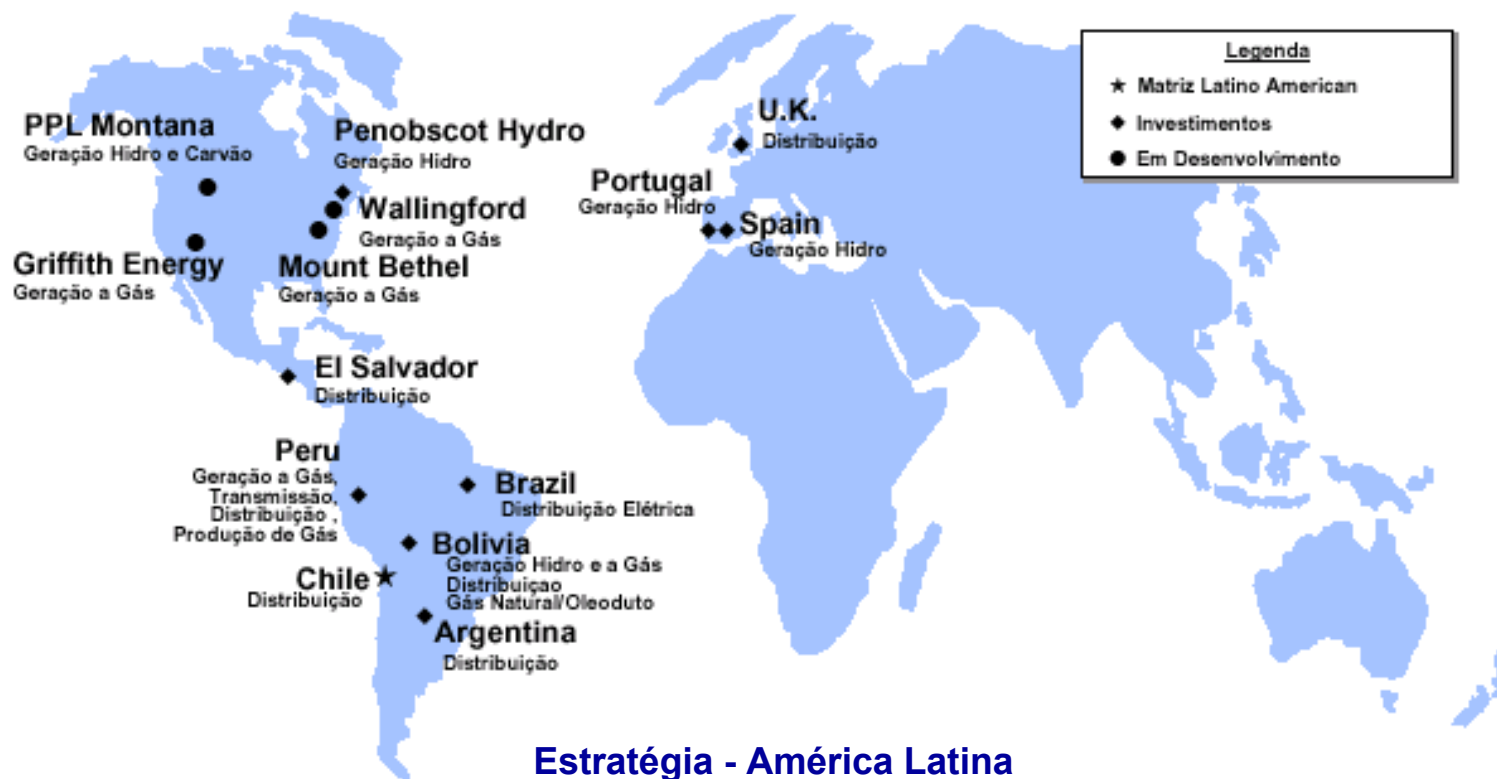 Legenda
Matriz Latino American
Investimentos
Em Desenvolvimento
PPL Montana
Geração Hidro e Carvão
Penobscot Hydro
Geração Hidro
U.K.
Distribuição
Portugal
Geração Hidro
Wallingford
Geração a Gás
Spain
Geração Hidro
Griffith Energy
Geração a Gás
Mount Bethel
Geração a Gás
El Salvador
Distribuição
Peru
Geração a Gás,
Transmissão,
Distribuição ,
Produção de Gás
Brazil
Distribuição Elétrica
Bolivia
Geração Hidro e a Gás
Distribuiçao
Gás Natural/Oleoduto
Chile
Distribuição
Argentina
Distribuição
Estratégia - América Latina